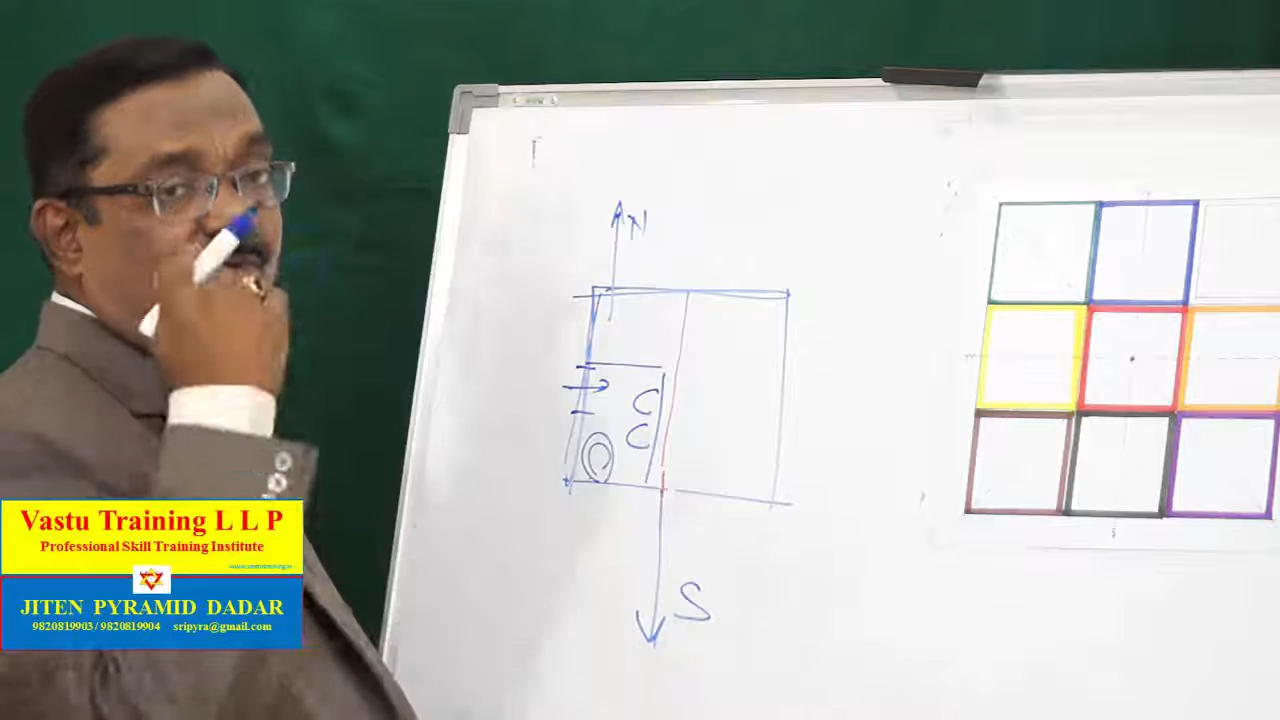 N
C
C
S
S
Vastu Training L L P
Professional Skill Training Institute
JITEN PYRAMID DADAR
9820819903/ 9820819904 sripyra@gmail.com